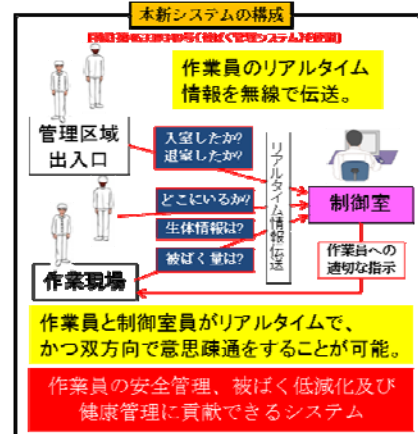 本新システムの構成
作業員のリアルタイム
情報を無線で伝送。
管理区域
出入口
入室したか?
退室したか?
どこにいるか?
生体情報は?
被ばく量は?
リアルタイム情報伝送
制御室
作業員への
適切な指示
作業現場
作業員と制御室員がリアルタイムで、
かつ双方向で意思疎通をすることが可能。
作業員の安全管理、被ばく低減化及び
健康管理に貢献できるシステム